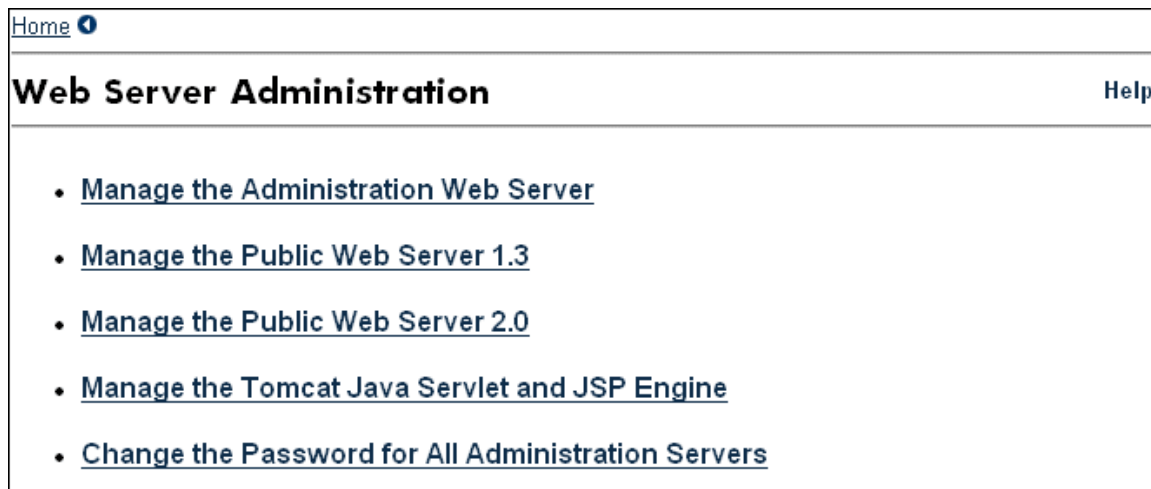 Home
Web Server Administration
Help
Manage the Administration Web Server
Manage the Public Web Server 1.3
Manage the Public Web Server 2.0
Manage the Tomcat Java Servlet and JSP Engine
Change the Password for All Administration Servers